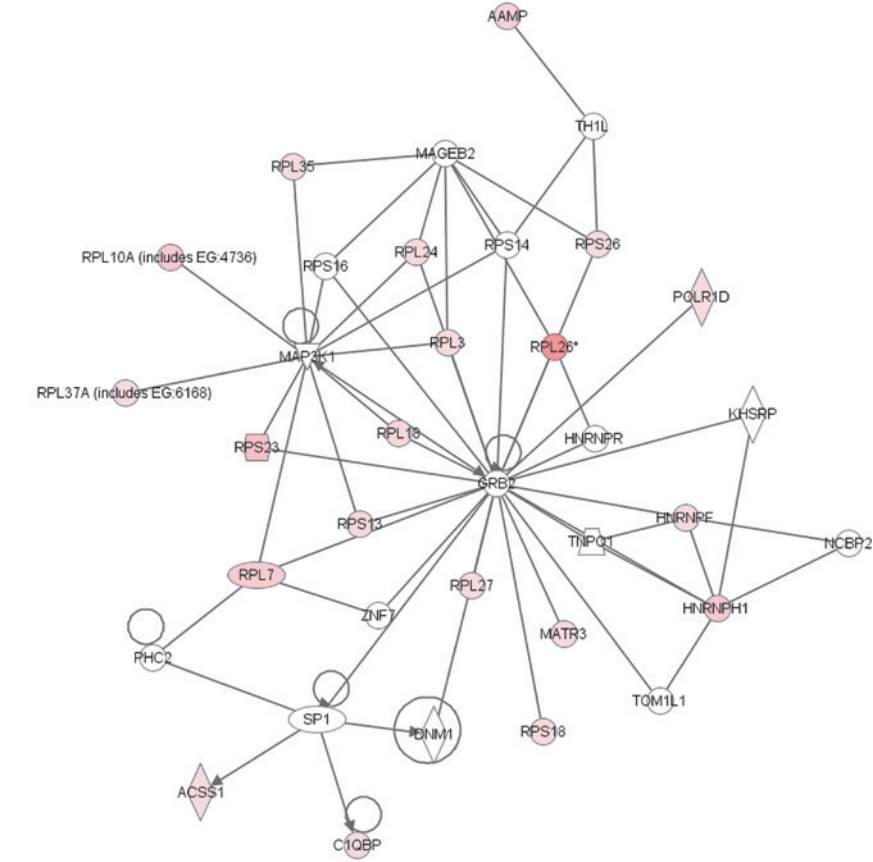 AAMP
TH1L
MAGEB2
RPL35
RPS14
RPS26
RPL24
RPL10A (includes EG:4736)
RPS16
POLR1D
RPL3
RPL26*
MAP3K1
RPL37A (includes EG:6168)
KHSRP
RPL18
HNRNPR
RPS23
GRB2
HNRNPF
RPS13
TNPO1
NCBP2
RPL7
RPL27
HNRNPH1
ZNF7
MATR3
PHC2
TOM1L1
SP1
RPS18
DNM1
ACSS1
C1QBP